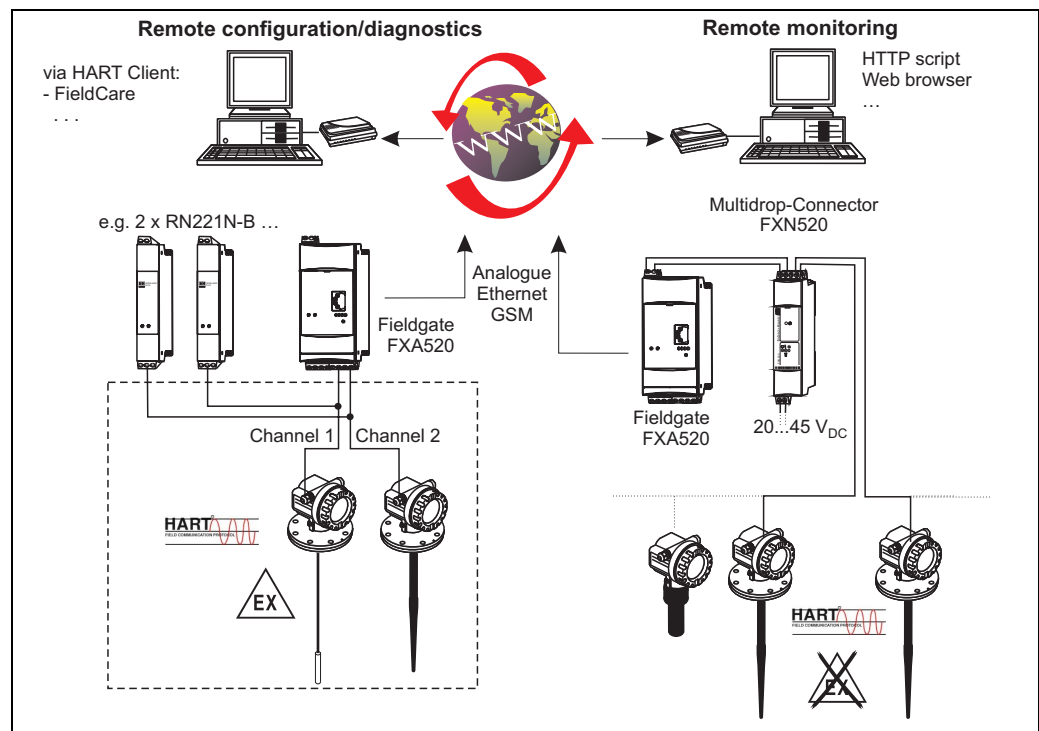 Remote configuration/diagnostics
Remote monitoring
via HART Client:
- FieldCare
. . .
HTTP script
Web browser
...
WWW
e.g. 2 x RN221N-B ...
Multidrop-Connector
FXN520
Analogue
Ethernet
GSM
Fieldgate
FXA520
Fieldgate
FXA520
20...45 VDC
Channel 1
Channel 2
HART
FIELD COMMUNICATION PROTOCOL
EX
HART
FIELD COMMUNICATION PROTOCOL
EX